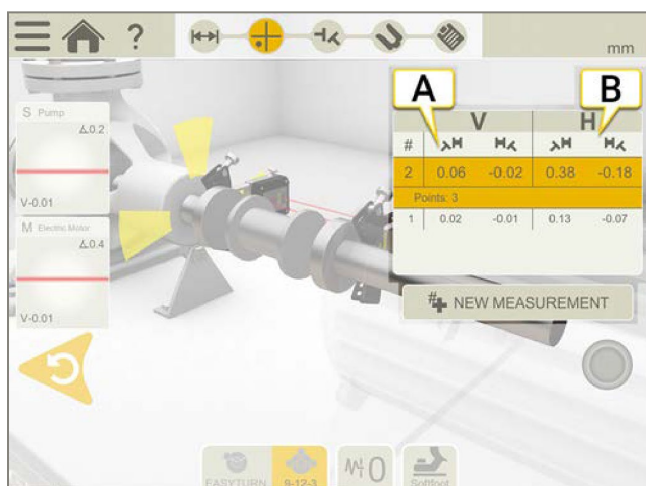 ?
mm
A B
S Pump
∡0.2
V-0.01
M Electric Motor
∡0.4
V-0.01
V H
#
2 0.06 -0.02 0.38 -0.18
Points: 3
1 0.02 -0.01 0.13 -0.07
# NEW MEASUREMENT
EASYTURN 9-12-3 0 Softfoot